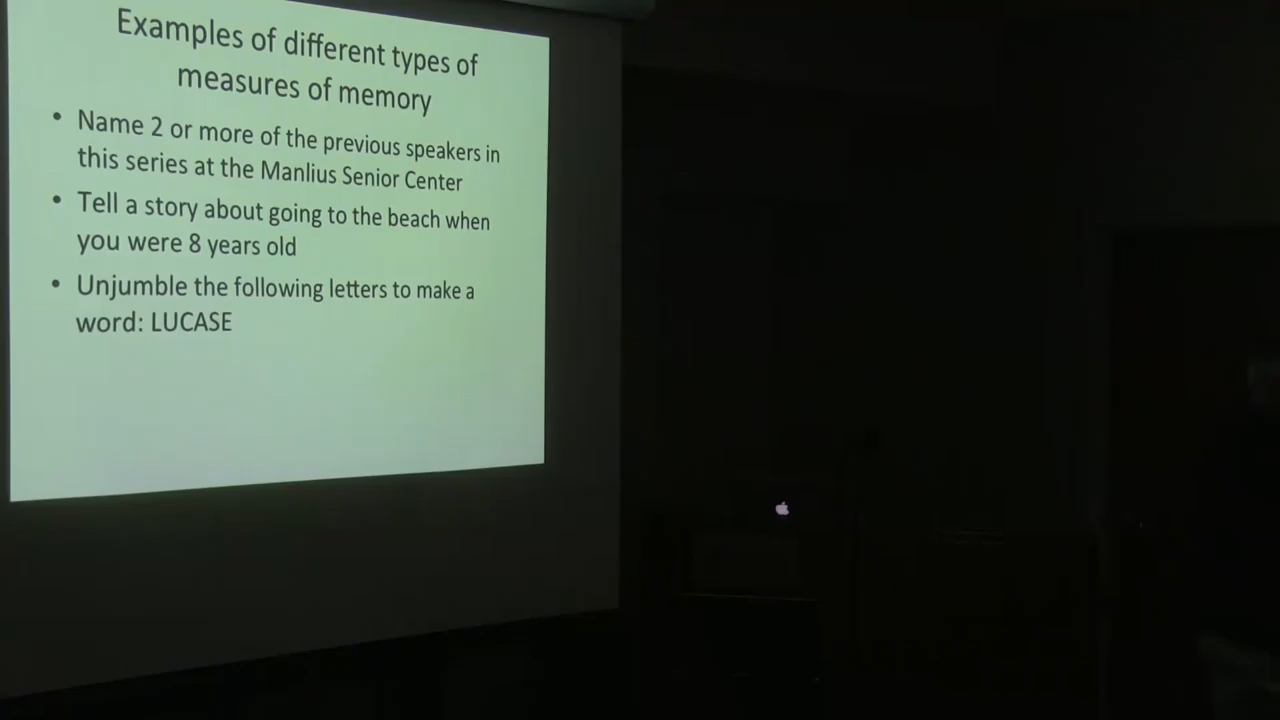 Examples of different types of
measures of memory
• Name 2 or more of the previous speakers in
this series at the Manlius Senior Center
• Tell a story about going to the beach when
you were 8 years old
• Unjumble the following letters to make a
word: LUCASE